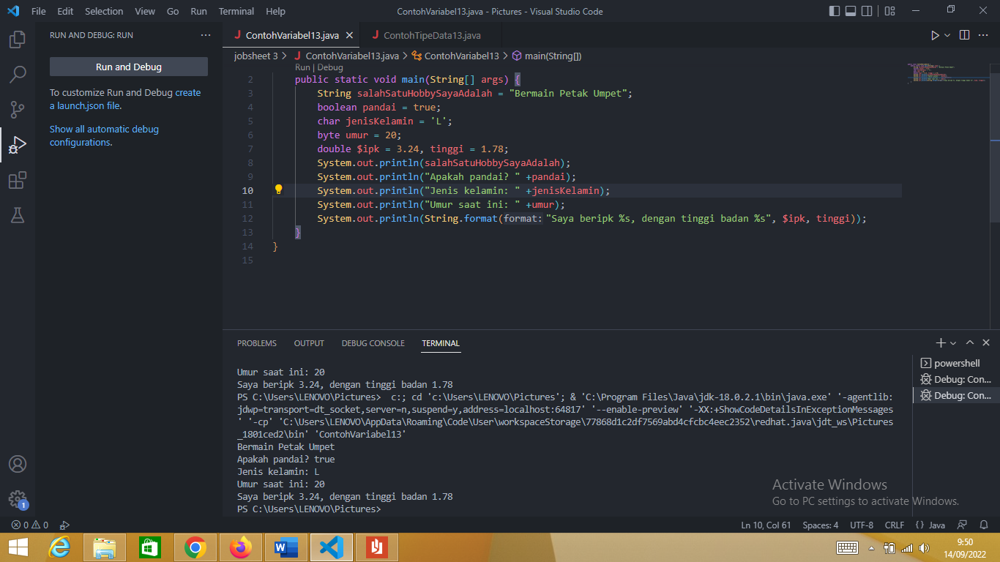 File Edit Selection View Go Run Terminal Help
ContohVariabel13.java - Pictures - Visual Studio Code
RUN AND DEBUG: RUN ···
Run and Debug
To customize Run and Debug create
a launch.json file.
Show all automatic debug
configurations.
1
J ContohVariabel13.java
J ContohTipeData13.java
jobsheet 3 > J ContohVariabel13.java > ContohVariabel13 > main(String[])
Run | Debug
2 public static void main(String[] args) {
3 String salahSatuHobbySayaAdalah = "Bermain Petak Umpet";
4 boolean pandai = true;
5 char jenisKelamin = 'L';
6 byte umur = 20;
7 double $ipk = 3.24, tinggi = 1.78;
8 System.out.println(salahSatuHobbySayaAdalah);
9 System.out.println("Apakah pandai? " +pandai);
10 System.out.println("Jenis kelamin: " +jenisKelamin);
11 System.out.println("Umur saat ini: " +umur);
12 System.out.println(String.format(format:"Saya beripk %s, dengan tinggi badan %s", $ipk, tinggi));
13 }
14 }
15
PROBLEMS OUTPUT DEBUG CONSOLE TERMINAL
Umur saat ini: 20
Saya beripk 3.24, dengan tinggi badan 1.78
PS C:\Users\LENOVO\Pictures>  c:; cd 'c:\Users\LENOVO\Pictures'; & 'C:\Program Files\Java\jdk-18.0.2.1\bin\java.exe' '-agentlib:
jdwp=transport=dt_socket,server=n,suspend=y,address=localhost:64817' '--enable-preview' '-XX:+ShowCodeDetailsInExceptionMessages
' '-cp' 'C:\Users\LENOVO\AppData\Roaming\Code\User\workspaceStorage\77868d1c2df7569abd4cfcbc4eec2352\redhat.java\jdt_ws\Pictures
_1801ced2\bin' 'ContohVariabel13'
Bermain Petak Umpet
Apakah pandai? true
Jenis kelamin: L
Umur saat ini: 20
Saya beripk 3.24, dengan tinggi badan 1.78
PS C:\Users\LENOVO\Pictures>
powershell
Debug: Con...
Debug: Con...
Activate Windows
Go to PC settings to activate Windows.
0 0
Ln 10, Col 61 Spaces: 4 UTF-8 CRLF {} Java
9:50
14/09/2022